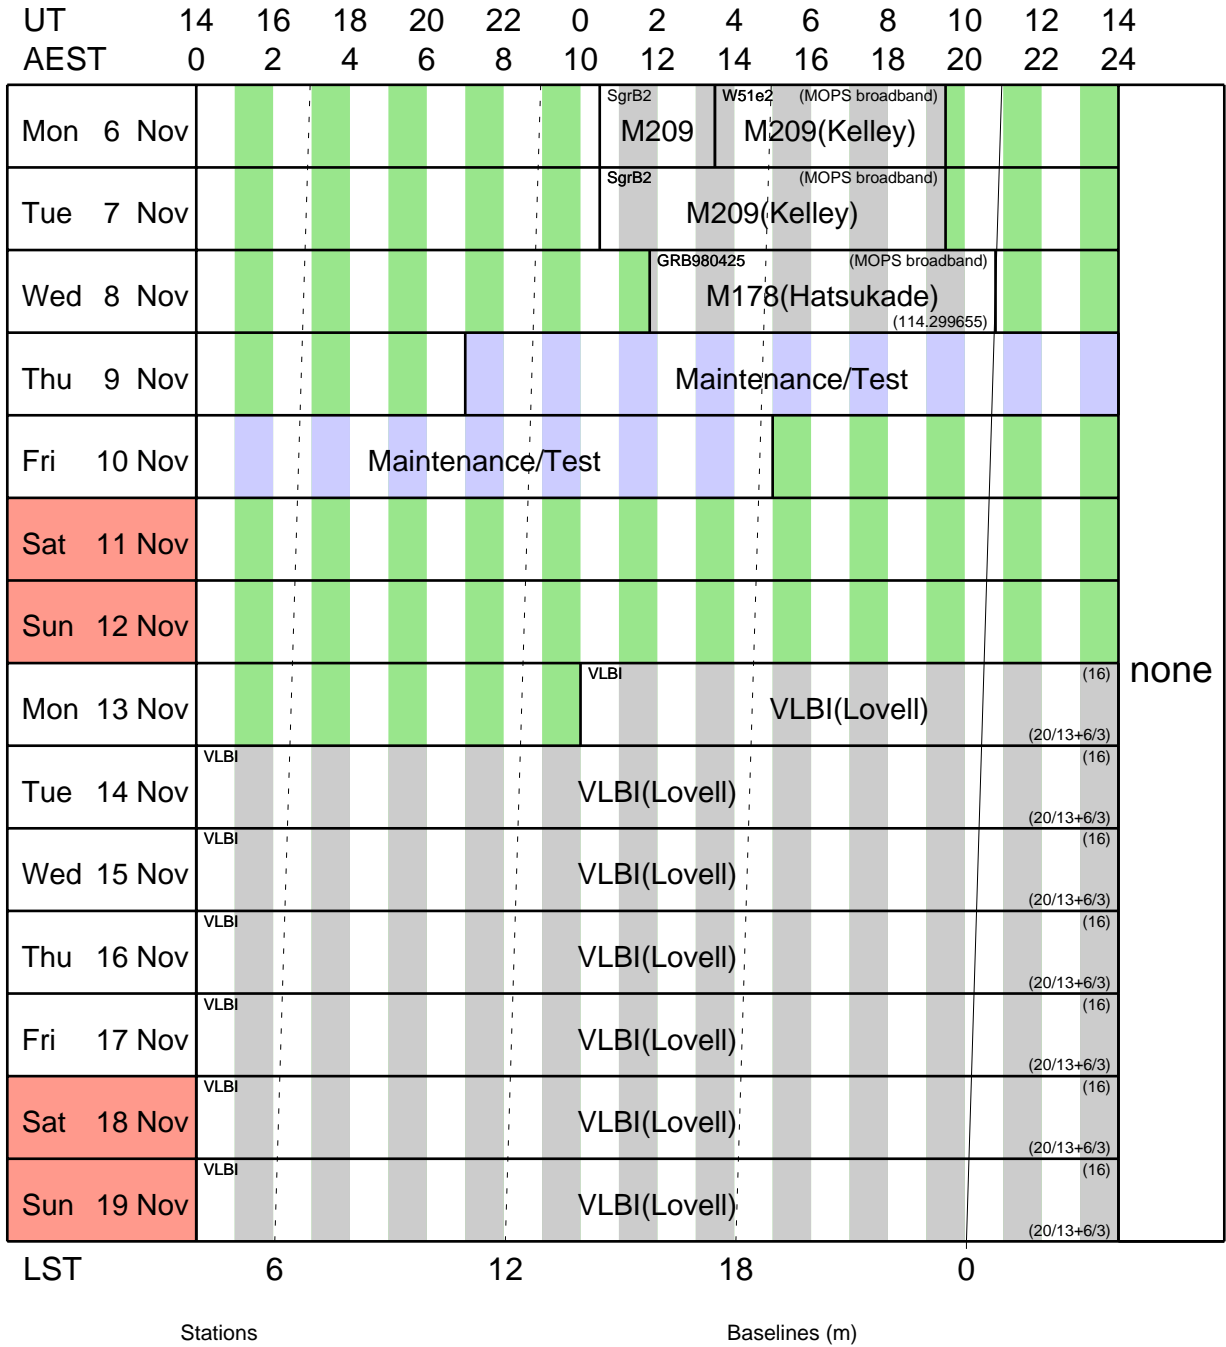 UT 14 16 18 20 22 0 2 4 6 8 10 12 14
AEST 0 2 4 6 8 10 12 14 16 18 20 22 24
SgrB2 W51e2 (MOPS broadband)
Mon 6 Nov M209 M209(Kelley)
SgrB2 (MOPS broadband)
Tue 7 Nov M209(Kelley)
GRB980425 (MOPS broadband)
Wed 8 Nov M178(Hatsukade)
(114.299655)
Thu 9 Nov Maintenance/Test
Fri 10 Nov Maintenance/Test
Sat 11 Nov
Sun 12 Nov
VLBI (16)
none
Mon 13 Nov VLBI(Lovell)
(20/13+6/3)
VLBI (16)
Tue 14 Nov VLBI(Lovell)
(20/13+6/3)
VLBI (16)
Wed 15 Nov VLBI(Lovell)
(20/13+6/3)
VLBI (16)
Thu 16 Nov VLBI(Lovell)
(20/13+6/3)
VLBI (16)
Fri 17 Nov VLBI(Lovell)
(20/13+6/3)
VLBI (16)
Sat 18 Nov VLBI(Lovell)
(20/13+6/3)
VLBI (16)
Sun 19 Nov VLBI(Lovell)
(20/13+6/3)
LST 6 12 18 0
Stations Baselines (m)